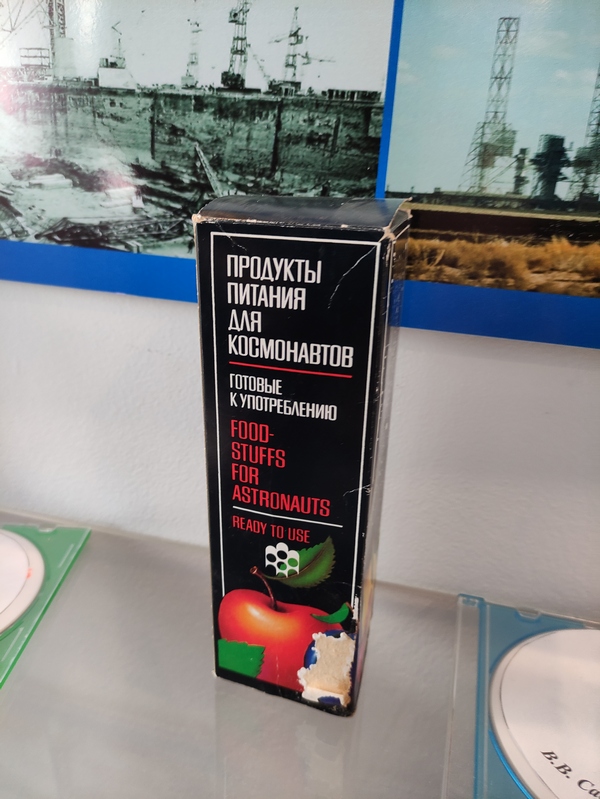 ПРОДУКТЫ
ПИТАНИЯ
ДЛЯ
КОСМОНАВТОВ
ГОТОВЫЕ
К УПОТРЕБЛЕНИЮ
FOOD-
STUFFS
FOR
ASTRONAUTS
READY TO USE
В.В.